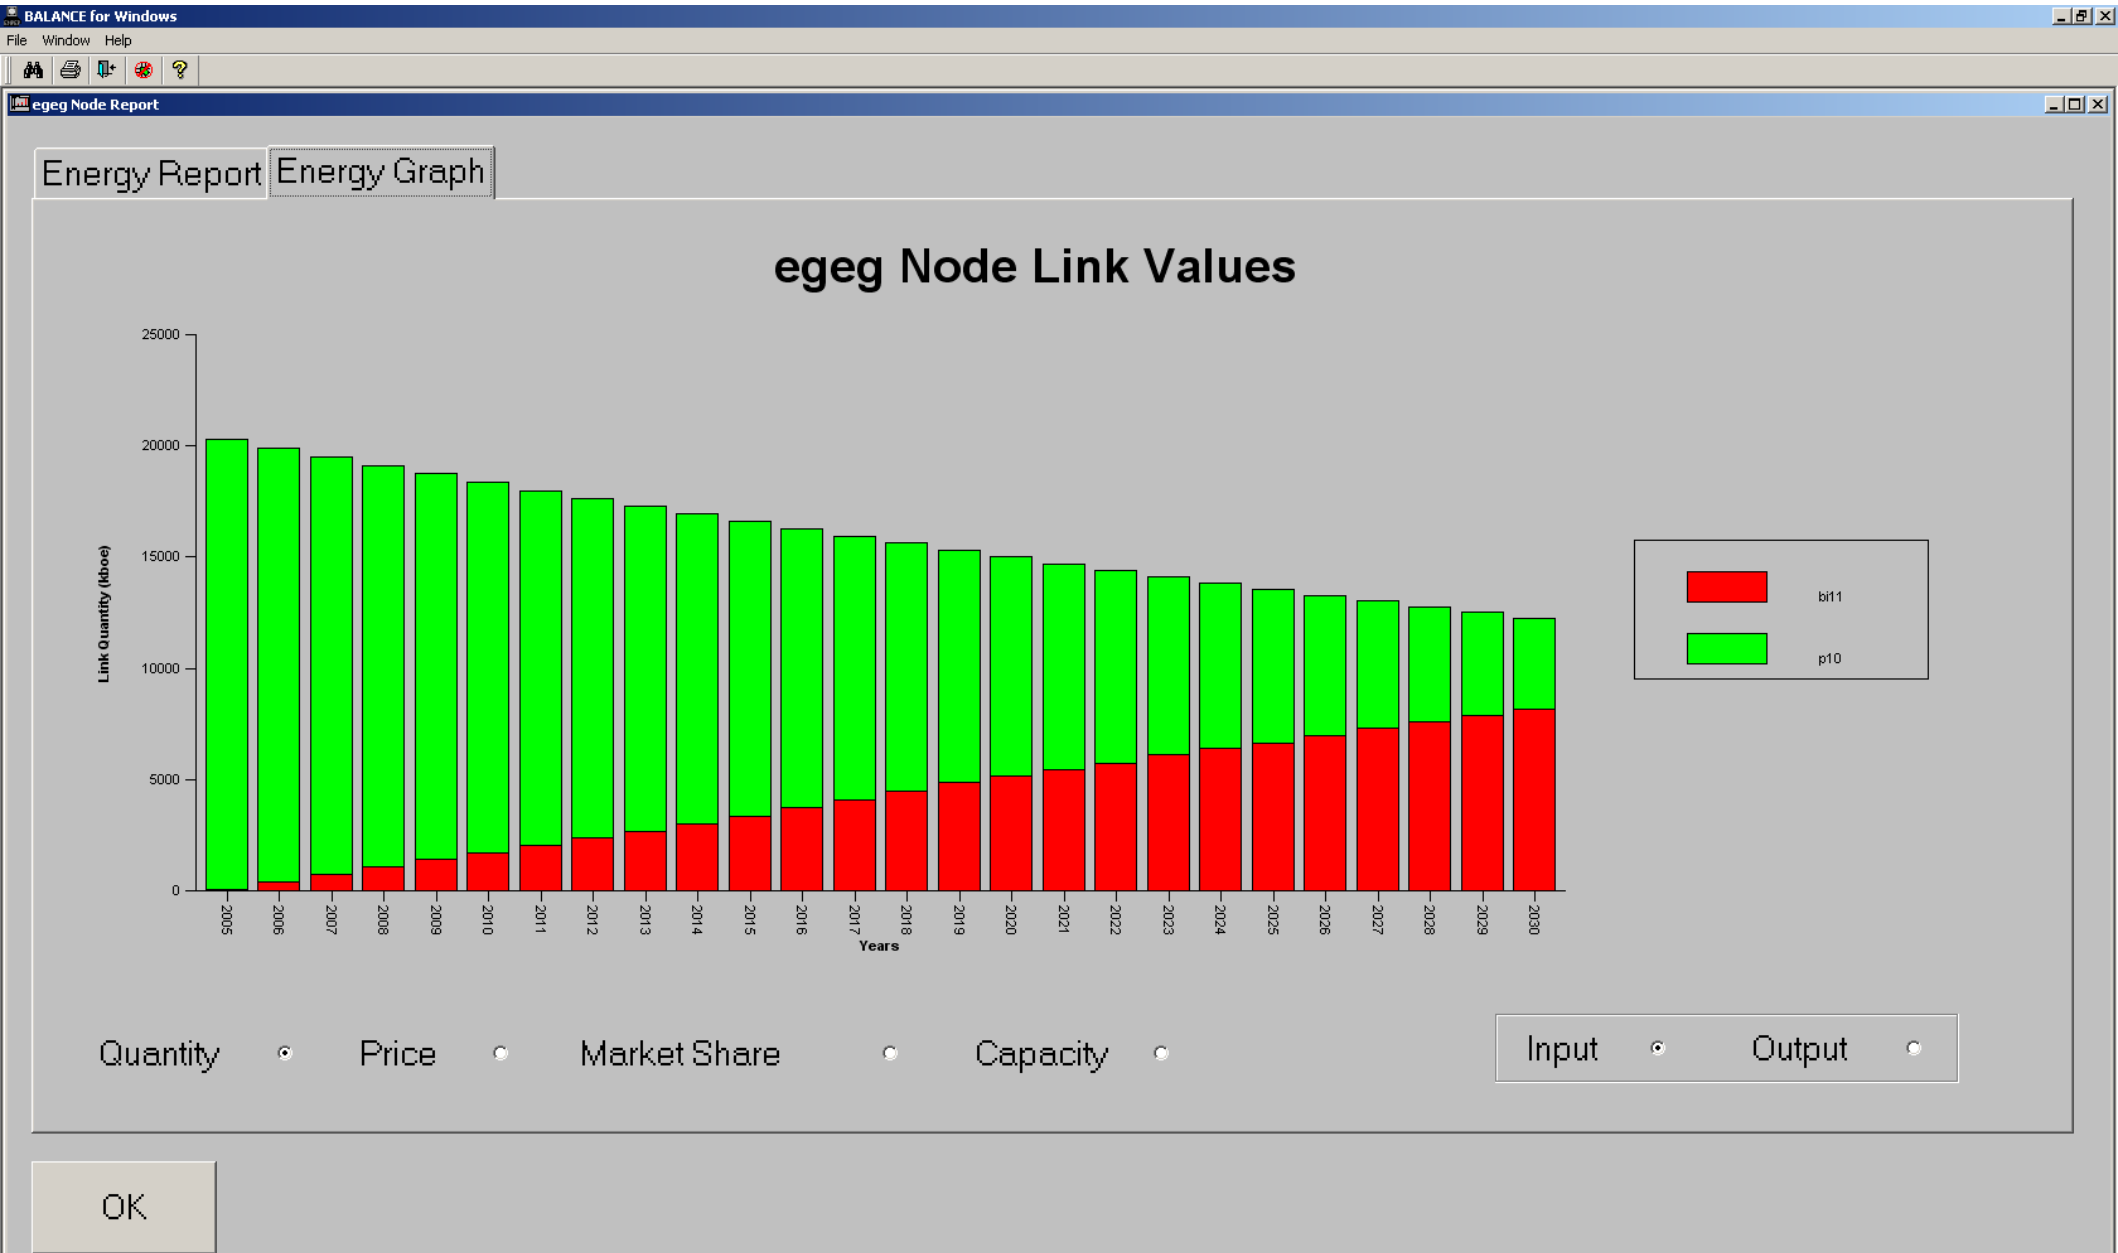 BALANCE for Windows
File Window Help
egeg Node Report
Energy Report Energy Graph
egeg Node Link Values
25000
20000
15000
10000
5000
0
Link Quantity (kboe)
2005 2006 2007 2008 2009 2010 2011 2012 2013 2014 2015 2016 2017 2018 2019 2020 2021 2022 2023 2024 2025 2026 2027 2028 2029 2030
Years
bi11
p10
Quantity Price Market Share Capacity
Input Output
OK